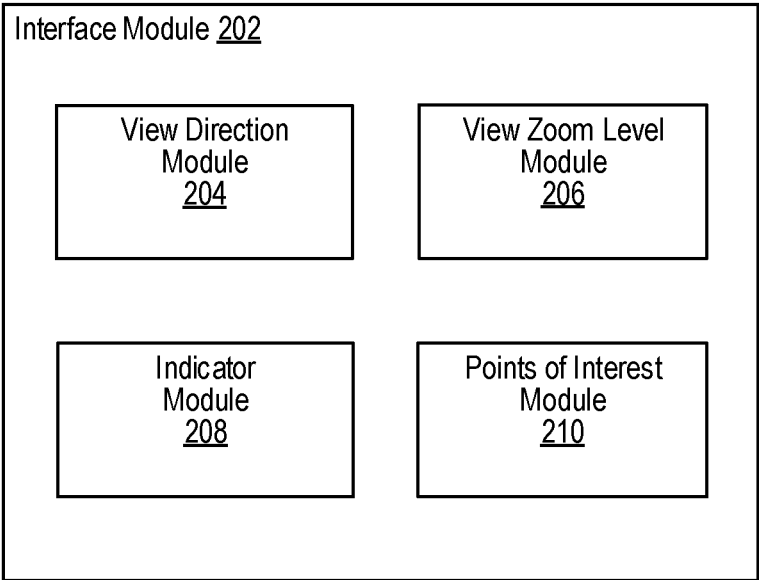 Interface Module 202
View Direction
Module
204
View Zoom Level
Module
206
Indicator
Module
208
Points of Interest
Module
210